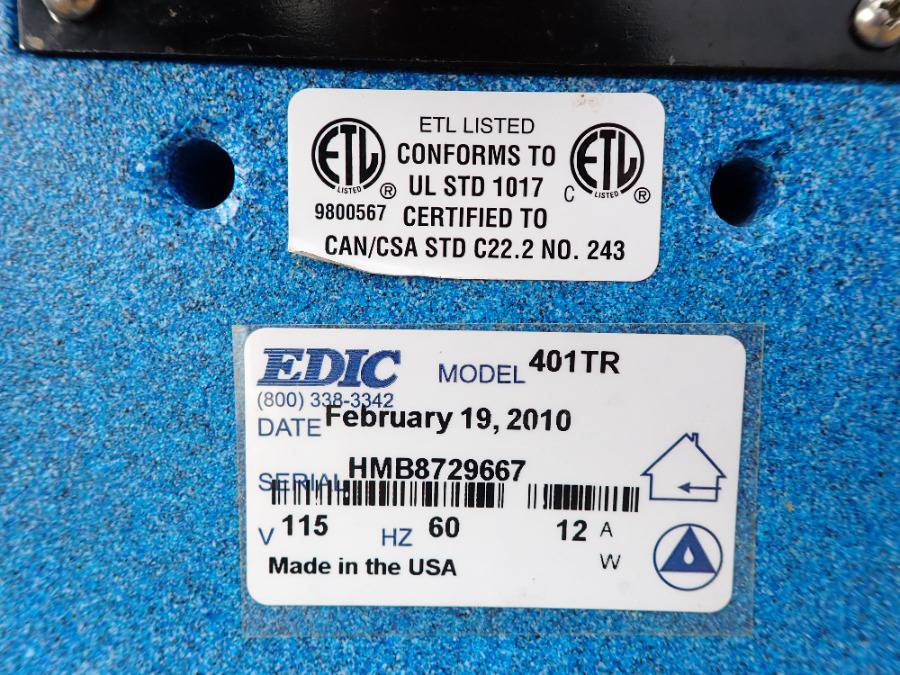 ETL LISTED
ETL LISTED ® CONFORMS TO ETL LISTED ®
UL STD 1017 C
9800567 CERTIFIED TO
CAN/CSA STD C22.2 NO. 243
EDIC MODEL 401TR
(800) 338-3342
DATE February 19, 2010
SERIAL HMB8729667
V 115 HZ 60 12 A
W
Made in the USA